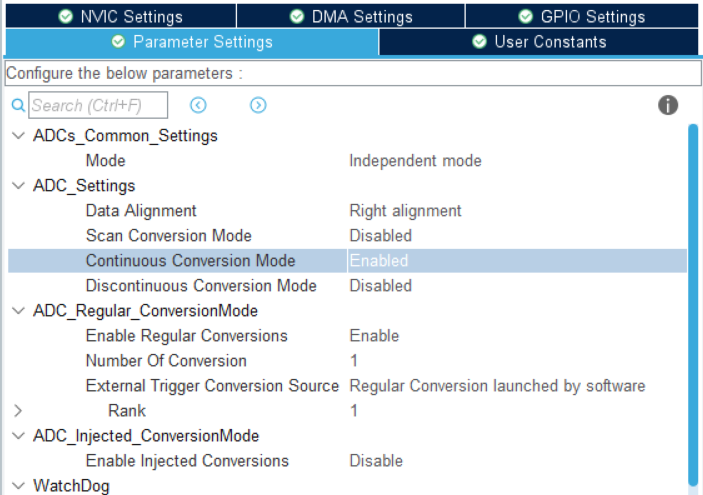 NVIC Settings DMA Settings GPIO Settings
Parameter Settings User Constants
Configure the below parameters :
Search (Ctrl+F)
ADCs_Common_Settings
Mode Independent mode
ADC_Settings
Data Alignment Right alignment
Scan Conversion Mode Disabled
Continuous Conversion Mode Enabled
Discontinuous Conversion Mode Disabled
ADC_Regular_ConversionMode
Enable Regular Conversions Enable
Number Of Conversion 1
External Trigger Conversion Source Regular Conversion launched by software
Rank 1
ADC_Injected_ConversionMode
Enable Injected Conversions Disable
WatchDog